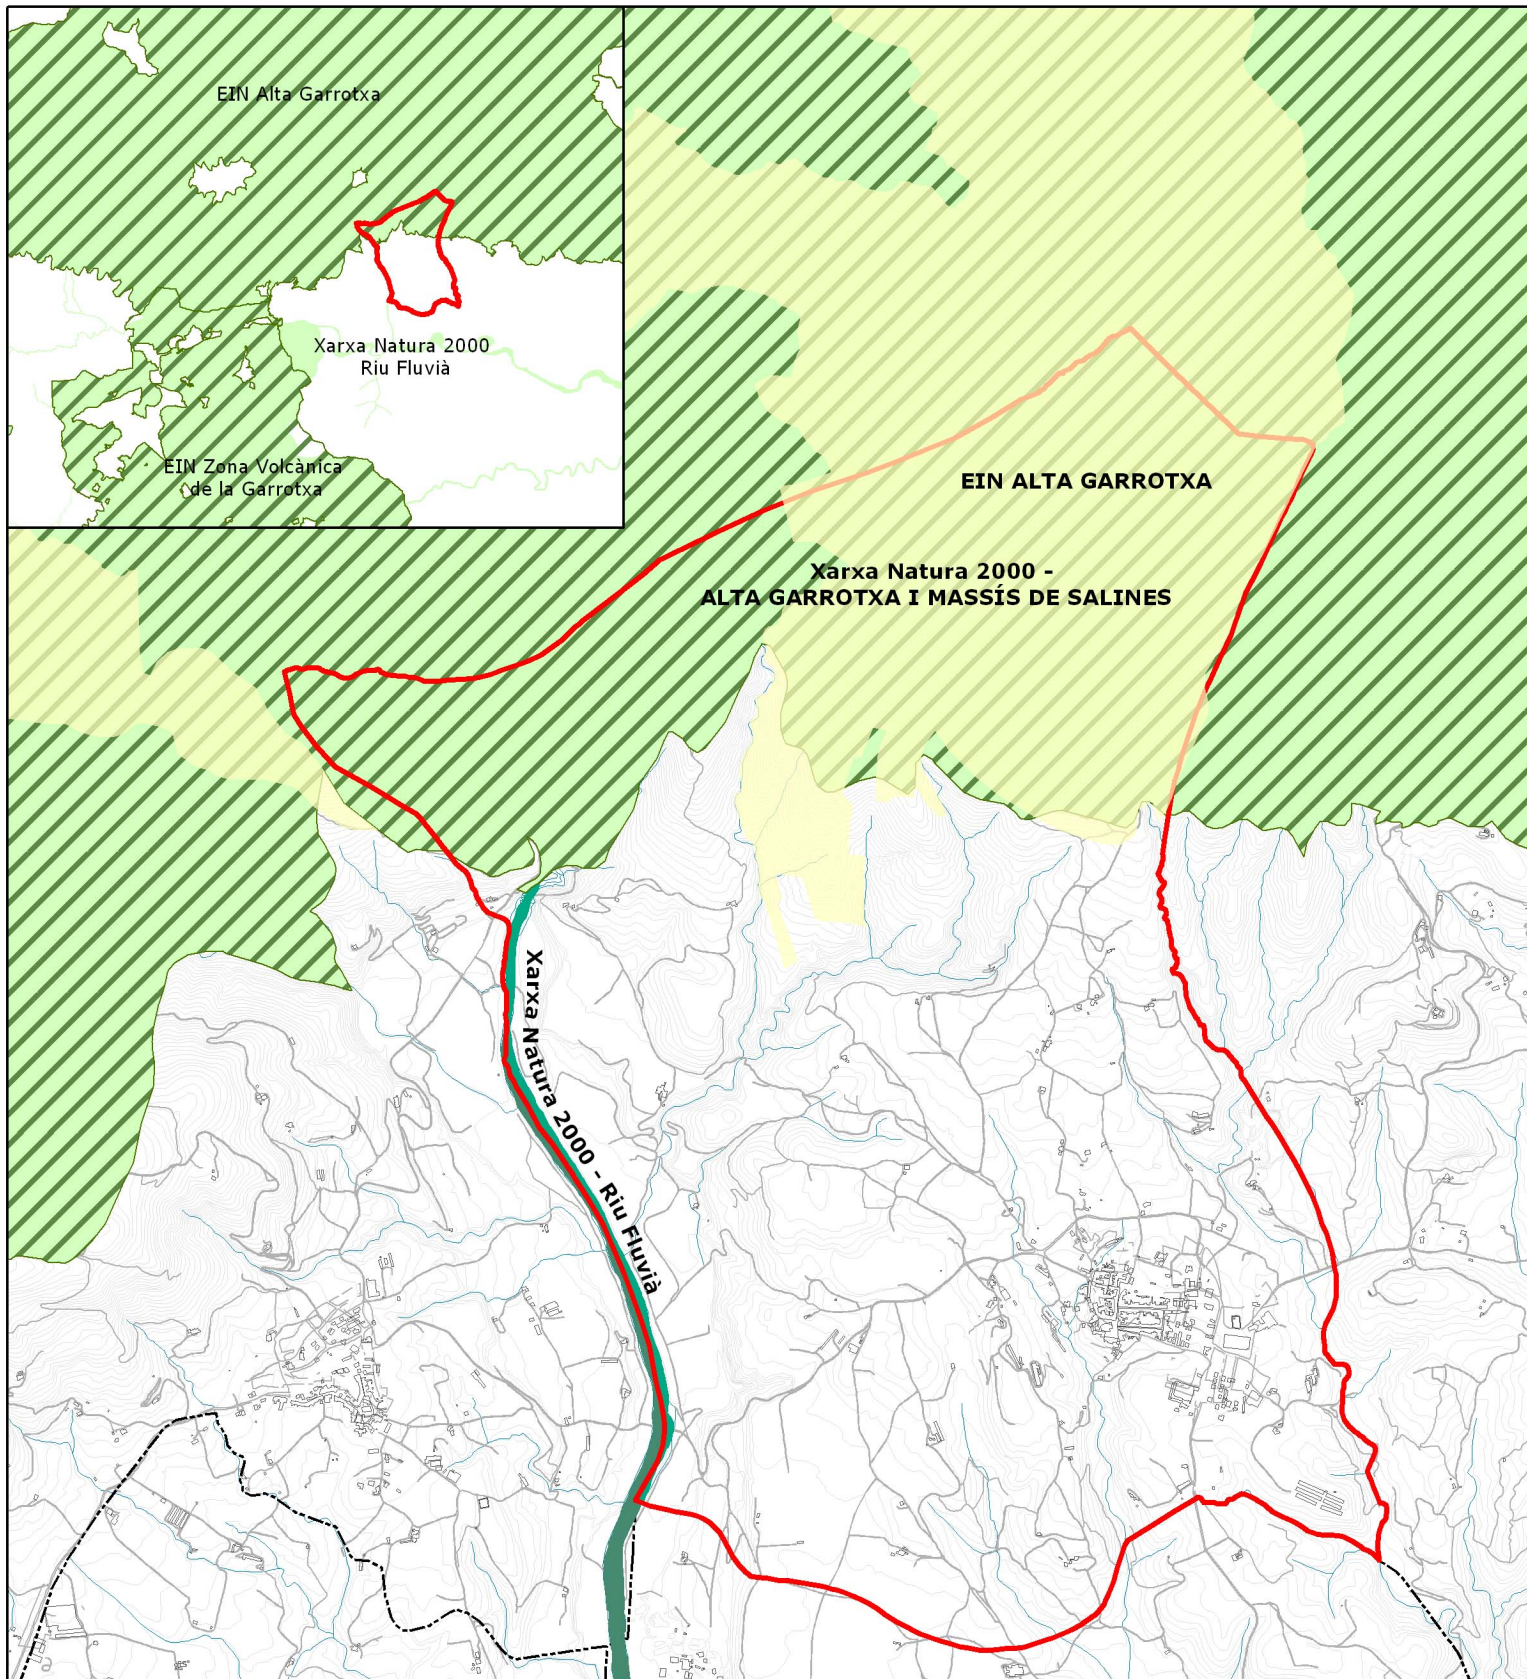 EIN Alta Garrotxa
Xarxa Natura 2000
Riu Fluvià
EIN Zona Volcànica
de la Garrotxa
EIN ALTA GARROTXA
Xarxa Natura 2000 -
ALTA GARROTXA I MASSÍS DE SALINES
Xarxa Natura 2000 - Riu Fluvià